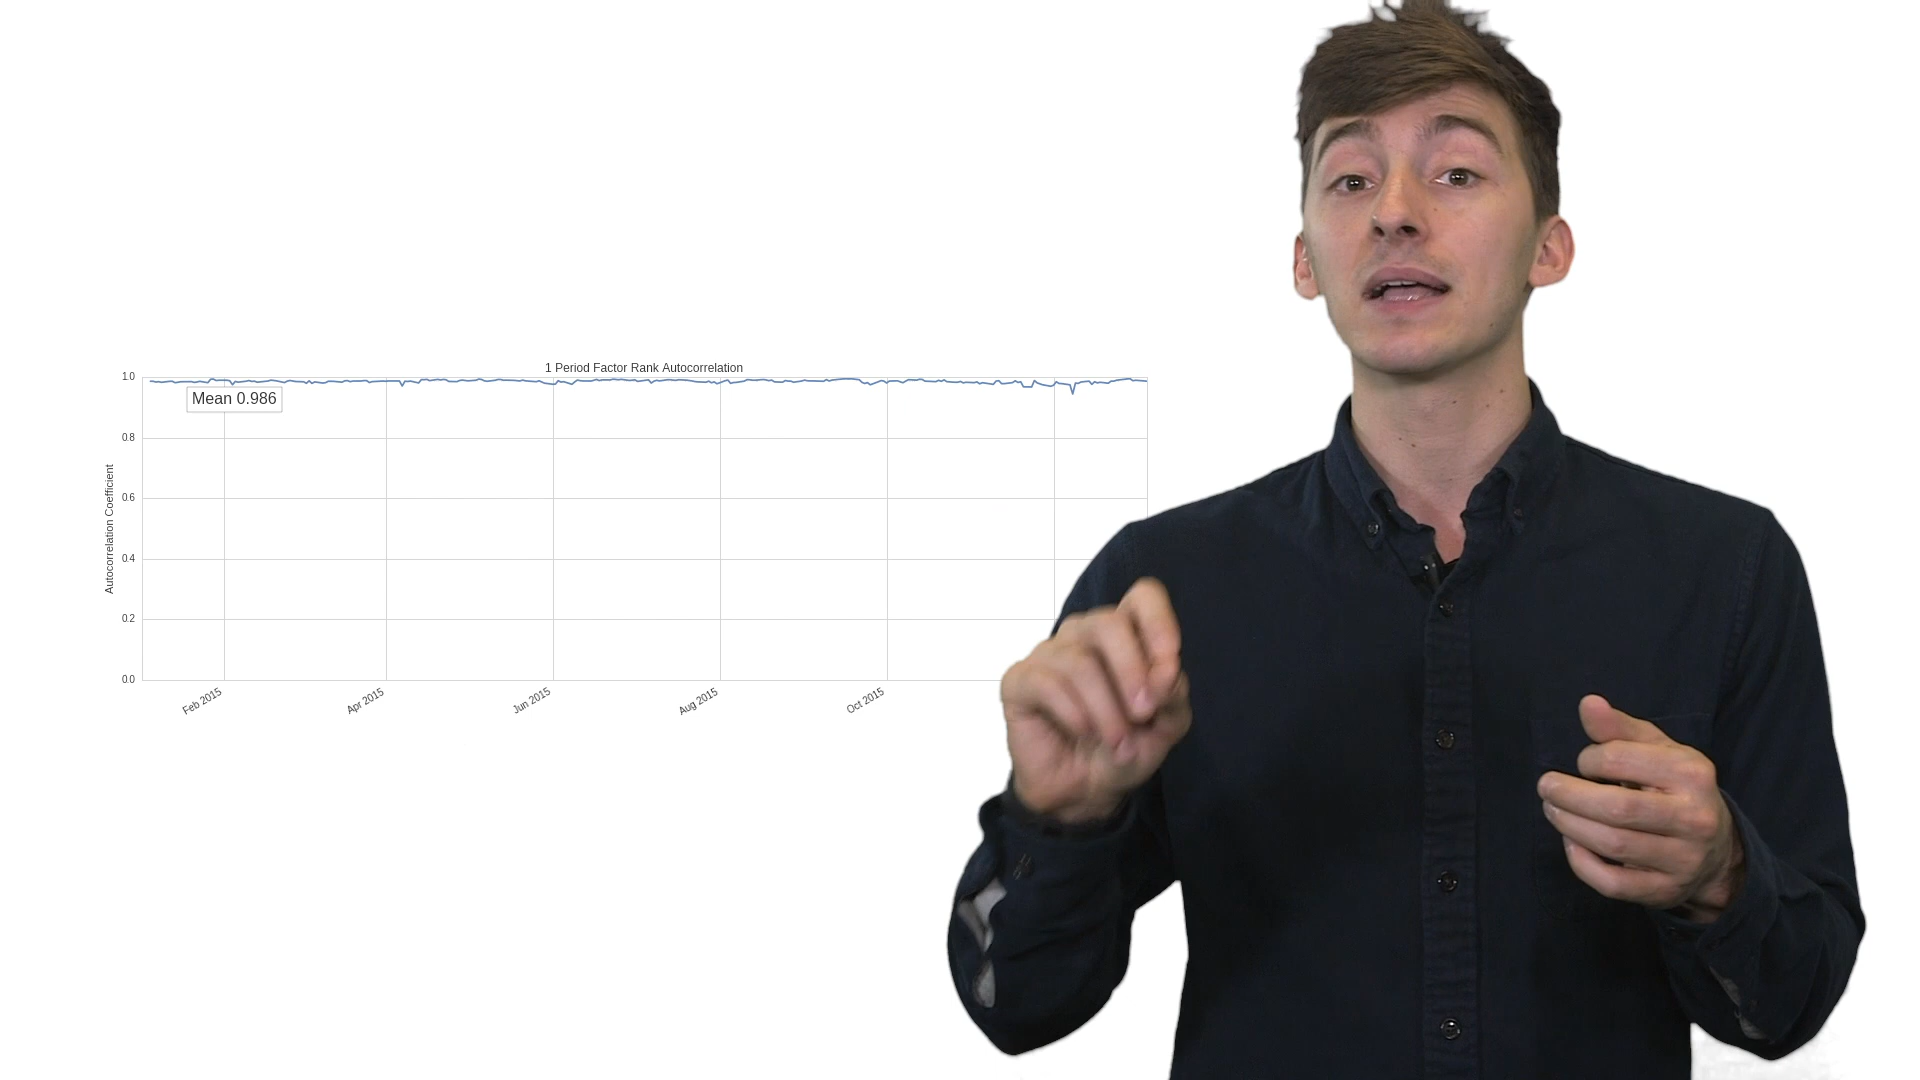 1 Period Factor Rank Autocorrelation
1.0
Mean 0.986
0.8
0.6
0.4
0.2
0.0
Autocorrelation Coefficient
Feb 2015
Apr 2015
Jun 2015
Aug 2015
Oct 2015